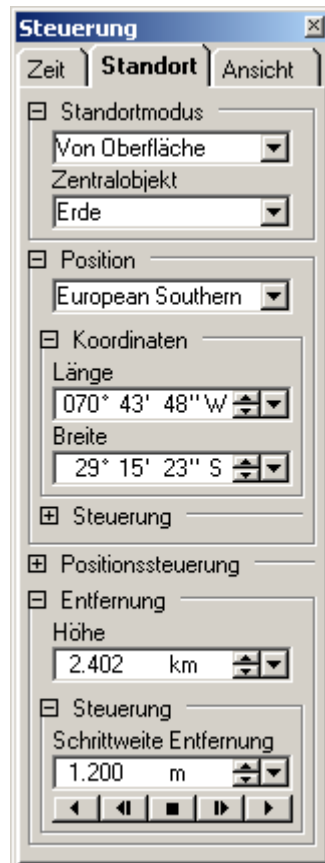 Steuerung
Zeit Standort Ansicht
Standortmodus
Von Oberfläche
Zentralobjekt
Erde
Position
European Southern
Koordinaten
Länge
070° 43' 48" W
Breite
29° 15' 23" S
Steuerung
Positionssteuerung
Entfernung
Höhe
2.402 km
Steuerung
Schrittweite Entfernung
1.200 m